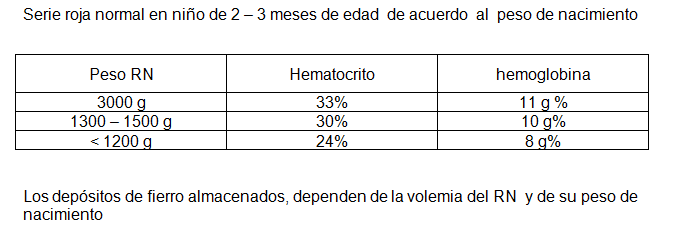 Serie roja normal en niño de 2 – 3 meses de edad de acuerdo al peso de nacimiento
Peso RN Hematocrito hemoglobina
3000 g 33% 11 g %
1300 – 1500 g 30% 10 g%
< 1200 g 24% 8 g%
Los depósitos de fierro almacenados, dependen de la volemia del RN y de su peso de
nacimiento